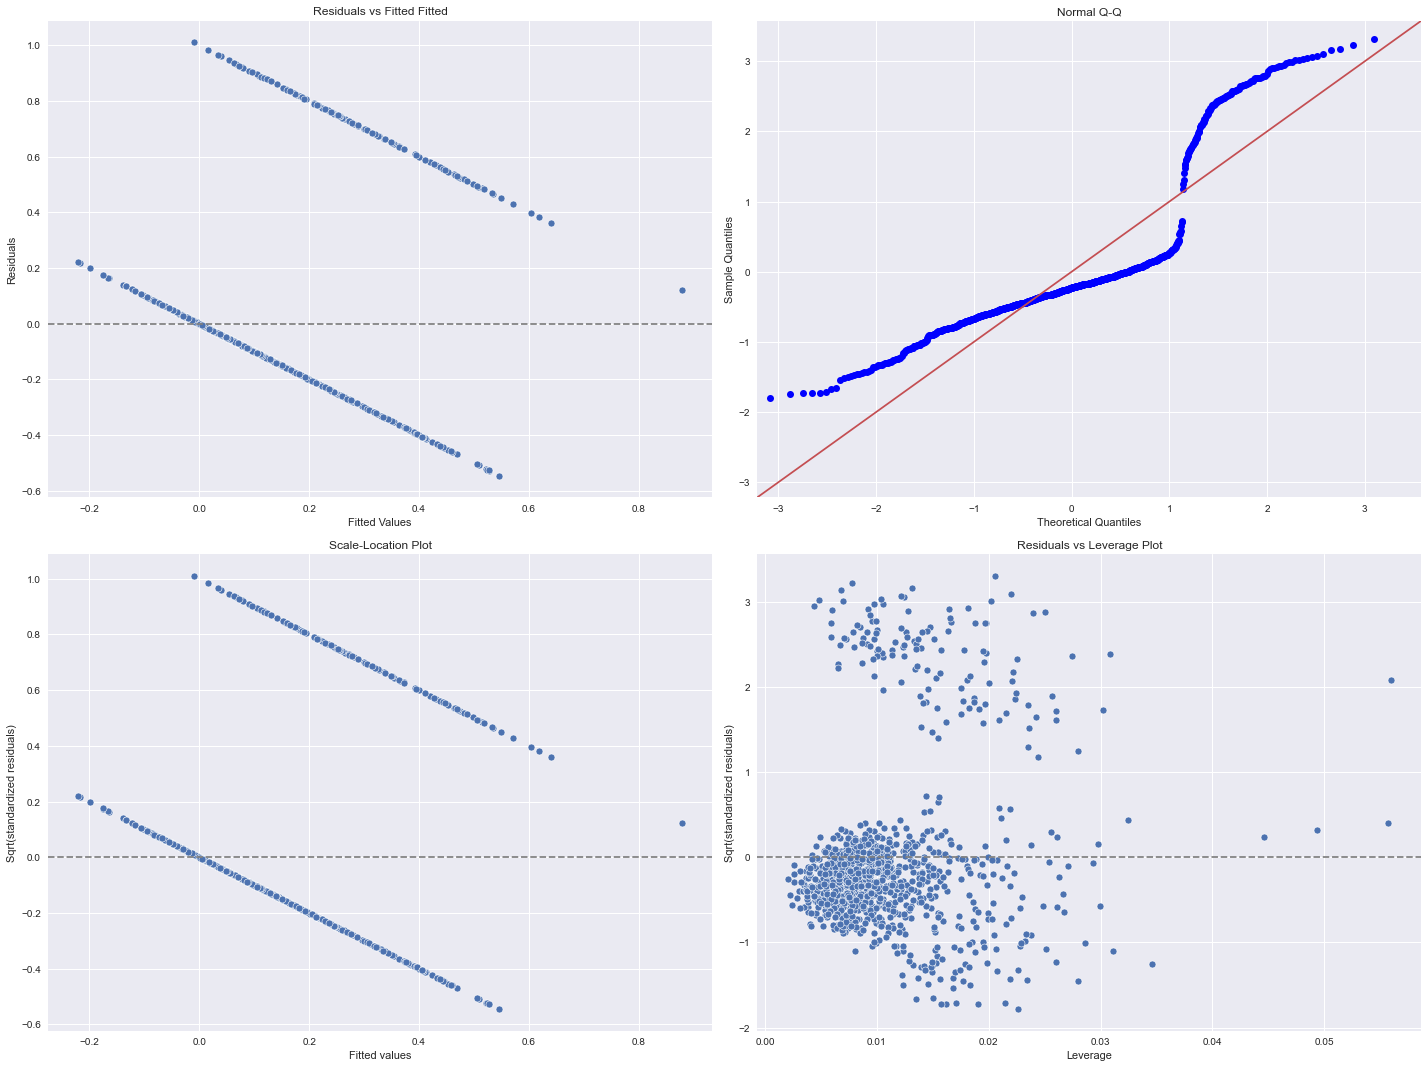 Residuals vs Fitted Fitted
Residuals
1.0
0.8
0.6
0.4
0.2
0.0
−0.2
−0.4
−0.6
−0.2 0.0 0.2 0.4 0.6 0.8
Fitted Values
Normal Q-Q
Sample Quantiles
3
2
1
0
−1
−2
−3
−3 −2 −1 0 1 2 3
Theoretical Quantiles
Scale-Location Plot
Sqrt(standardized residuals)
1.0
0.8
0.6
0.4
0.2
0.0
−0.2
−0.4
−0.6
−0.2 0.0 0.2 0.4 0.6 0.8
Fitted values
Residuals vs Leverage Plot
Sqrt(standardized residuals)
3
2
1
0
−1
−2
0.00 0.01 0.02 0.03 0.04 0.05
Leverage